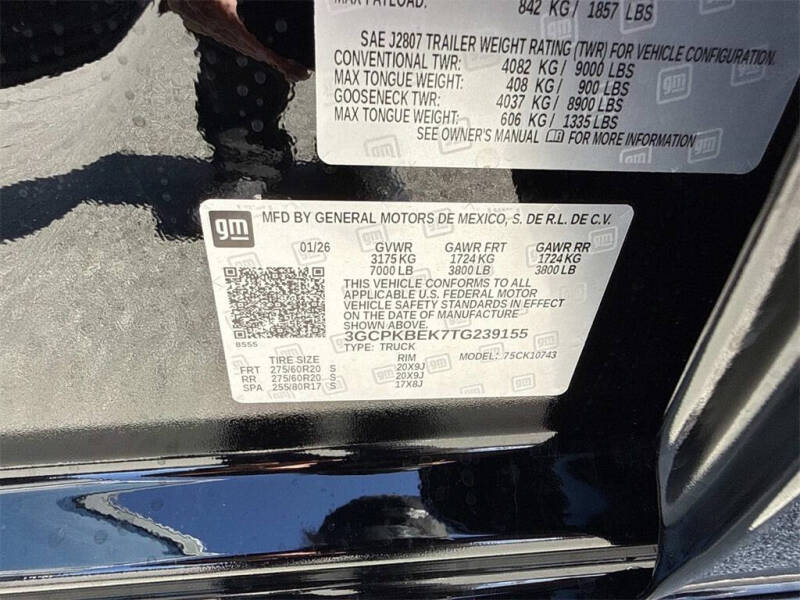 MAX PAYLOAD: 842 KG / 1857 LBS
SAE J2807 TRAILER WEIGHT RATING (TWR) FOR VEHICLE CONFIGURATION.
CONVENTIONAL TWR: 4082 KG / 9000 LBS
MAX TONGUE WEIGHT: 408 KG / 900 LBS
GOOSENECK TWR: 4037 KG / 8900 LBS
MAX TONGUE WEIGHT: 606 KG / 1335 LBS
SEE OWNER'S MANUAL FOR MORE INFORMATION
gm MFD BY GENERAL MOTORS DE MEXICO, S. DE R.L. DE C.V.
01/26 GVWR GAWR FRT GAWR RR
3175 KG 1724 KG 1724 KG
7000 LB 3800 LB 3800 LB
THIS VEHICLE CONFORMS TO ALL
APPLICABLE U.S. FEDERAL MOTOR
VEHICLE SAFETY STANDARDS IN EFFECT
ON THE DATE OF MANUFACTURE
SHOWN ABOVE.
B555 3GCPKBEK7TG239155
TYPE: TRUCK MODEL: 75CK10743
TIRE SIZE RIM
FRT 275/60R20 S 20X9J
RR 275/60R20 S 20X9J
SPA 255/80R17 S 17X8J